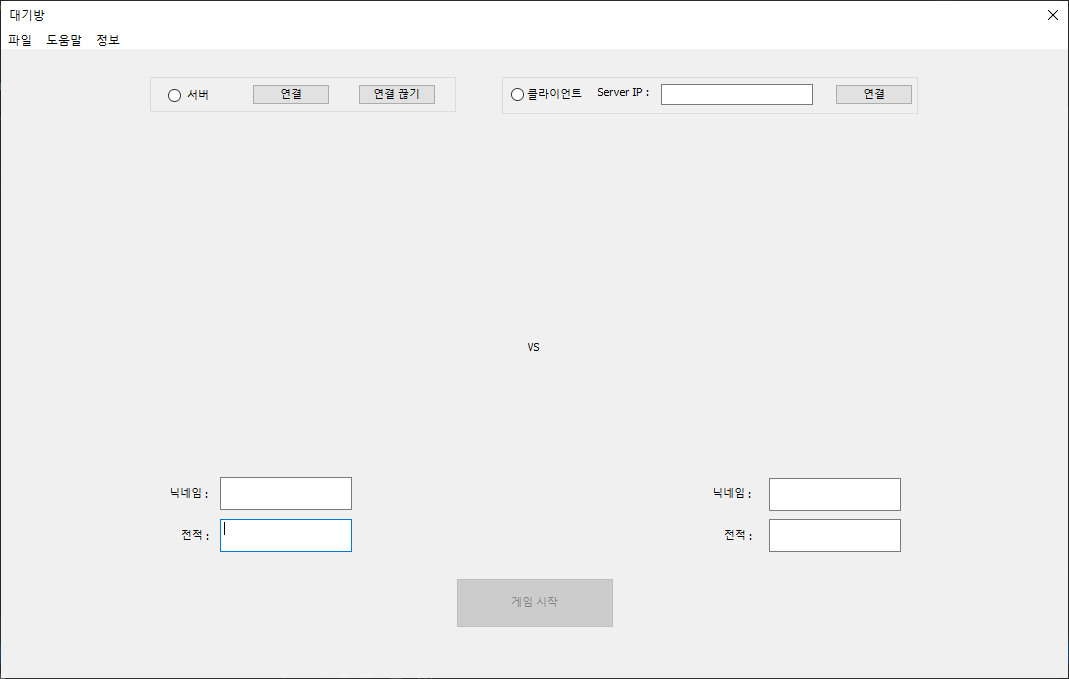 대기방
파일 도움말 정보
서버 연결 연결 끊기 클라이언트 Server IP : 연결
VS
닉네임 : 닉네임 :
전적 : 전적 :
게임 시작